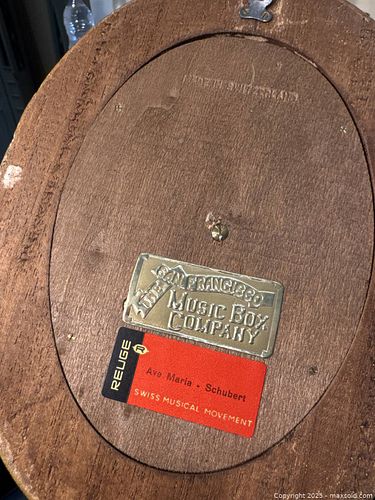 MADE IN SWITZERLAND
SAN FRANCISCO
Music Box
Company
REUGE
Ave Maria - Schubert
SWISS MUSICAL MOVEMENT
Copyright 2025 - maxsold.com